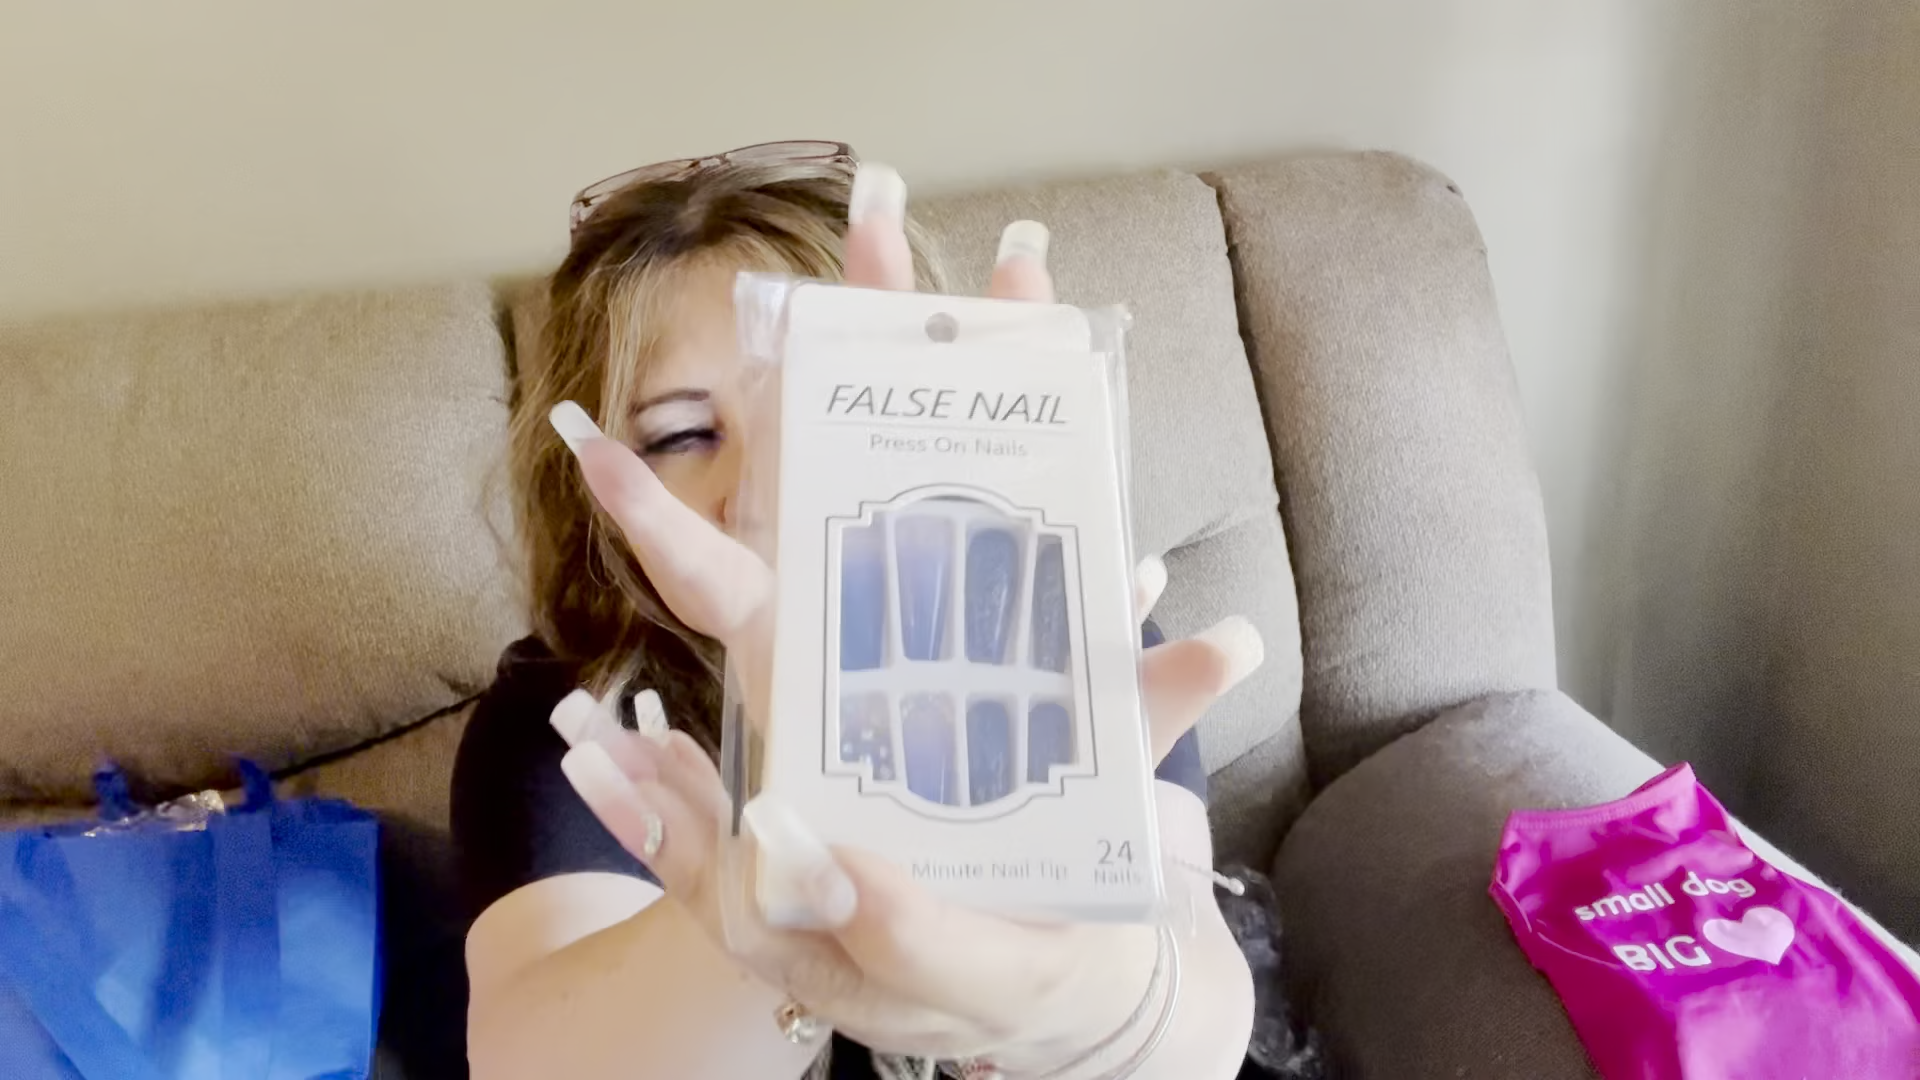 FALSE NAIL
Press On Nails
Minute Nail Tip
24
Nails
small dog
BIG